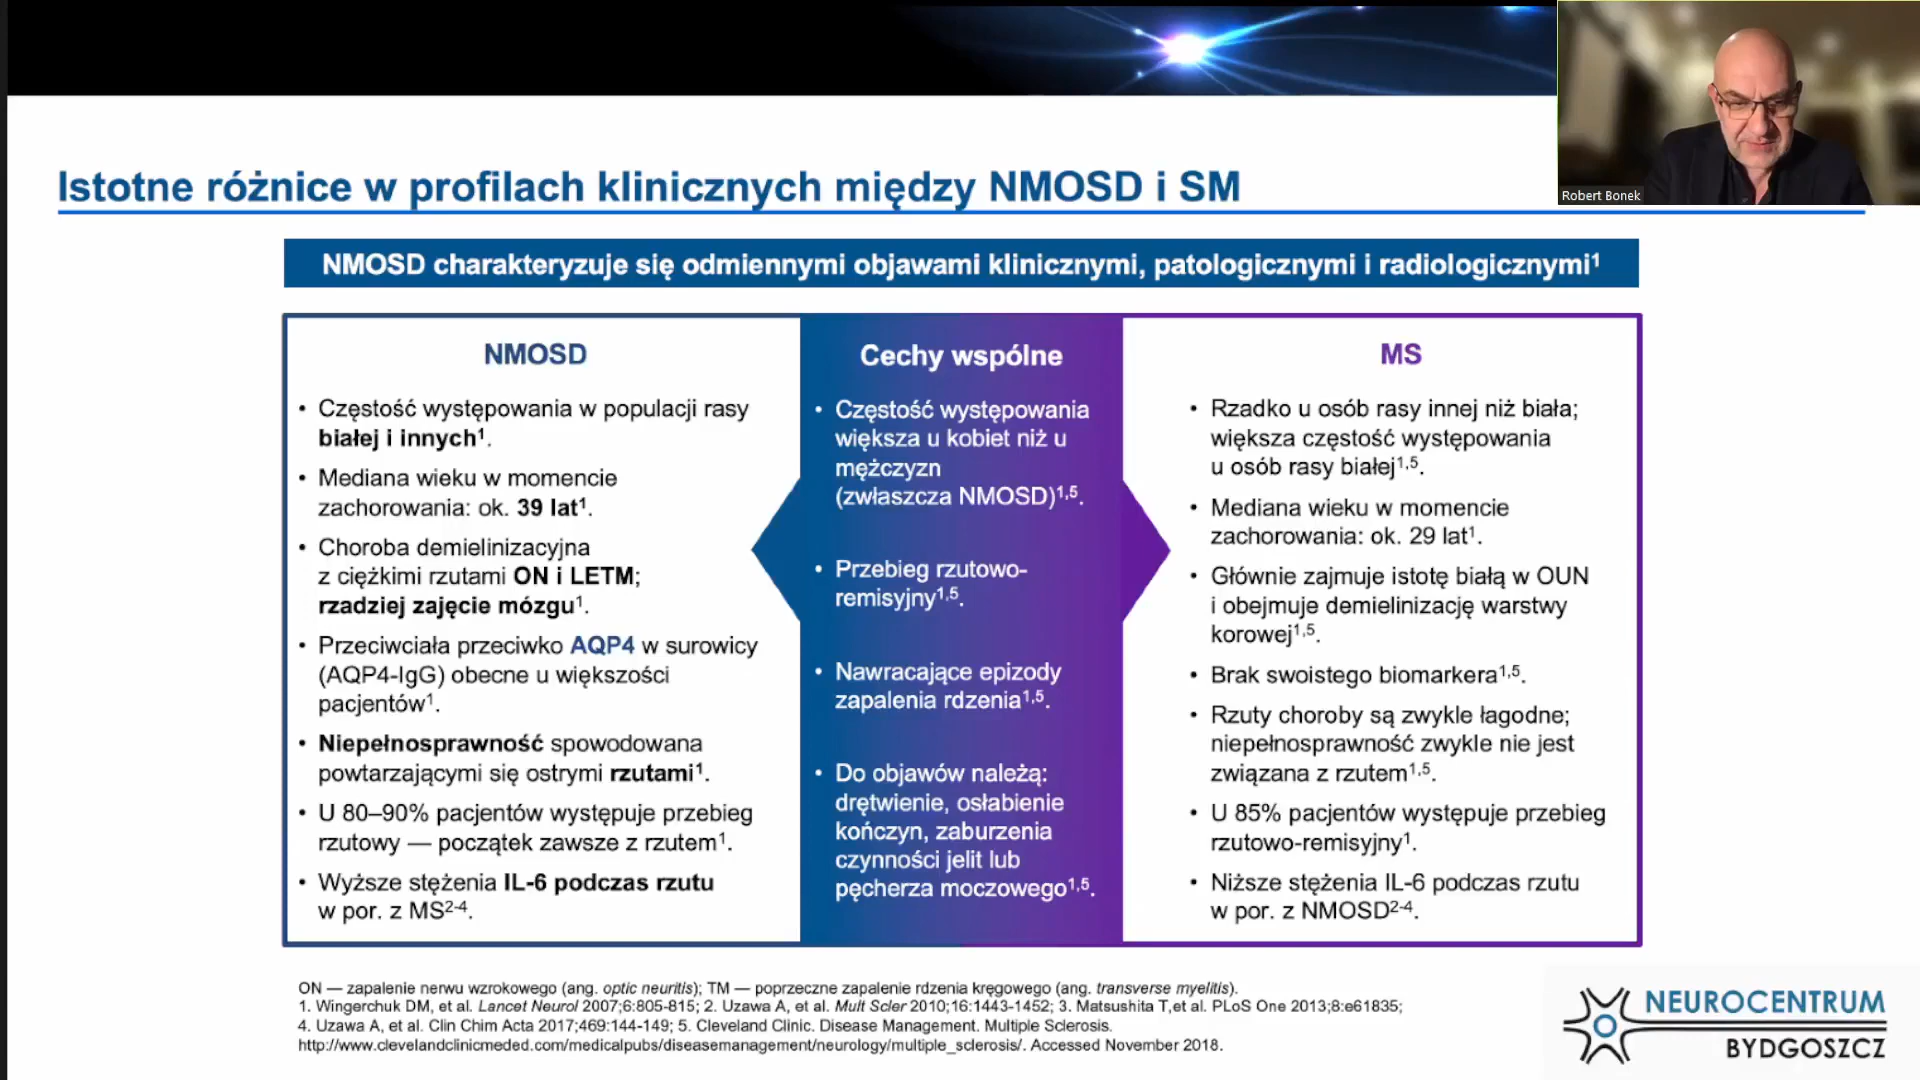 Robert Bonek
Istotne różnice w profilach klinicznych między NMOSD i SM
NMOSD charakteryzuje się odmiennymi objawami klinicznymi, patologicznymi i radiologicznymi¹
NMOSD
• Częstość występowania w populacji rasy
białej i innych¹.
• Mediana wieku w momencie
zachorowania: ok. 39 lat¹.
• Choroba demielinizacyjna
z ciężkimi rzutami ON i LETM;
rzadziej zajęcie mózgu¹.
• Przeciwciała przeciwko AQP4 w surowicy
(AQP4-IgG) obecne u większości
pacjentów¹.
• Niepełnosprawność spowodowana
powtarzającymi się ostrymi rzutami¹.
• U 80–90% pacjentów występuje przebieg
rzutowy — początek zawsze z rzutem¹.
• Wyższe stężenia IL-6 podczas rzutu
w por. z MS²⁻⁴.
Cechy wspólne
• Częstość występowania
większa u kobiet niż u
mężczyzn
(zwłaszcza NMOSD)¹,⁵.
• Przebieg rzutowo-
remisyjny¹,⁵.
• Nawracające epizody
zapalenia rdzenia¹,⁵.
• Do objawów należą:
drętwienie, osłabienie
kończyn, zaburzenia
czynności jelit lub
pęcherza moczowego¹,⁵.
MS
• Rzadko u osób rasy innej niż biała;
większa częstość występowania
u osób rasy białej¹,⁵.
• Mediana wieku w momencie
zachorowania: ok. 29 lat¹.
• Głównie zajmuje istotę białą w OUN
i obejmuje demielinizację warstwy
korowej¹,⁵.
• Brak swoistego biomarkera¹,⁵.
• Rzuty choroby są zwykle łagodne;
niepełnosprawność zwykle nie jest
związana z rzutem¹,⁵.
• U 85% pacjentów występuje przebieg
rzutowo-remisyjny¹.
• Niższe stężenia IL-6 podczas rzutu
w por. z NMOSD²⁻⁴.
ON — zapalenie nerwu wzrokowego (ang. optic neuritis); TM — poprzeczne zapalenie rdzenia kręgowego (ang. transverse myelitis).
1. Wingerchuk DM, et al. Lancet Neurol 2007;6:805-815; 2. Uzawa A, et al. Mult Scler 2010;16:1443-1452; 3. Matsushita T,et al. PLoS One 2013;8:e61835;
4. Uzawa A, et al. Clin Chim Acta 2017;469:144-149; 5. Cleveland Clinic. Disease Management. Multiple Sclerosis.
http://www.clevelandclinicmeded.com/medicalpubs/diseasemanagement/neurology/multiple_sclerosis/. Accessed November 2018.
NEUROCENTRUM
BYDGOSZCZ